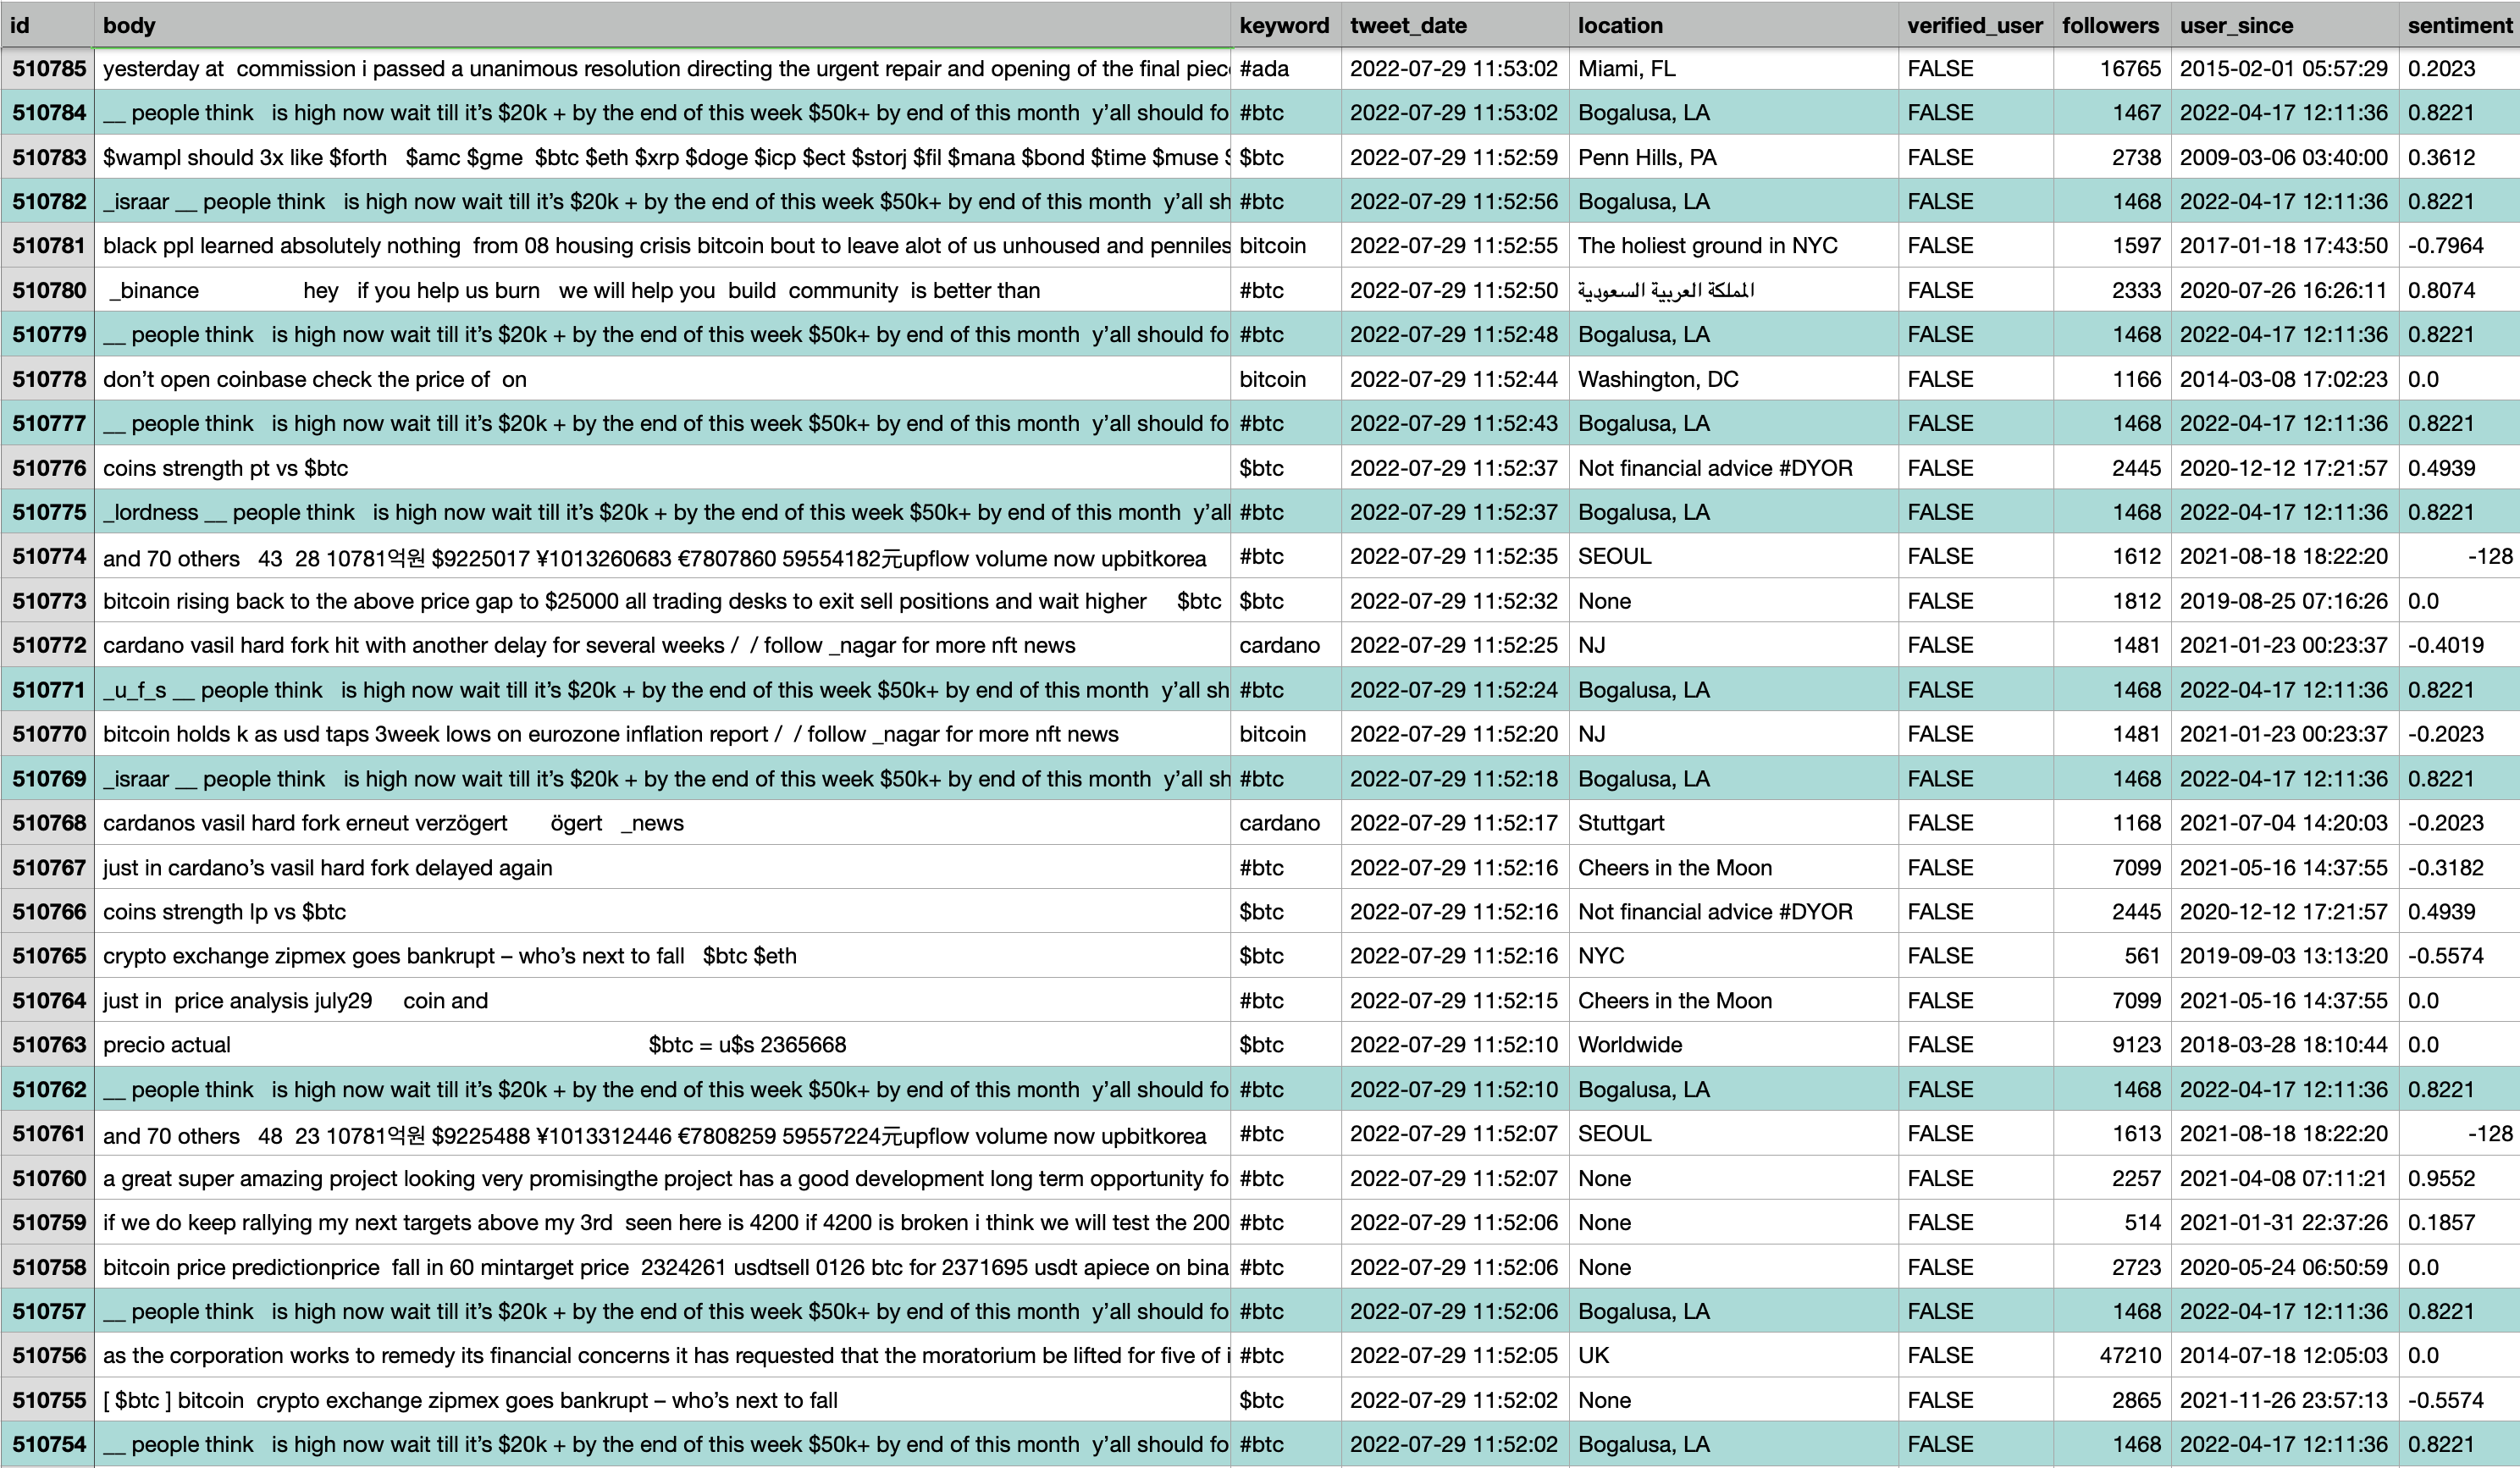 id body keyword tweet_date location verified_user followers user_since sentiment
510785 yesterday at commission i passed a unanimous resolution directing the urgent repair and opening of the final piec #ada 2022-07-29 11:53:02 Miami, FL FALSE 16765 2015-02-01 05:57:29 0.2023
510784 __ people think is high now wait till it’s $20k + by the end of this week $50k+ by end of this month y’all should fo #btc 2022-07-29 11:53:02 Bogalusa, LA FALSE 1467 2022-04-17 12:11:36 0.8221
510783 $wampl should 3x like $forth $amc $gme $btc $eth $xrp $doge $icp $ect $storj $fil $mana $bond $time $muse $ $btc 2022-07-29 11:52:59 Penn Hills, PA FALSE 2738 2009-03-06 03:40:00 0.3612
510782 _israar __ people think is high now wait till it’s $20k + by the end of this week $50k+ by end of this month y’all sh #btc 2022-07-29 11:52:56 Bogalusa, LA FALSE 1468 2022-04-17 12:11:36 0.8221
510781 black ppl learned absolutely nothing from 08 housing crisis bitcoin bout to leave alot of us unhoused and penniles bitcoin 2022-07-29 11:52:55 The holiest ground in NYC FALSE 1597 2017-01-18 17:43:50 -0.7964
510780 _binance hey if you help us burn we will help you build community is better than #btc 2022-07-29 11:52:50 المملكة العربية السعودية FALSE 2333 2020-07-26 16:26:11 0.8074
510779 __ people think is high now wait till it’s $20k + by the end of this week $50k+ by end of this month y’all should fo #btc 2022-07-29 11:52:48 Bogalusa, LA FALSE 1468 2022-04-17 12:11:36 0.8221
510778 don’t open coinbase check the price of on bitcoin 2022-07-29 11:52:44 Washington, DC FALSE 1166 2014-03-08 17:02:23 0.0
510777 __ people think is high now wait till it’s $20k + by the end of this week $50k+ by end of this month y’all should fo #btc 2022-07-29 11:52:43 Bogalusa, LA FALSE 1468 2022-04-17 12:11:36 0.8221
510776 coins strength pt vs $btc $btc 2022-07-29 11:52:37 Not financial advice #DYOR FALSE 2445 2020-12-12 17:21:57 0.4939
510775 _lordness __ people think is high now wait till it’s $20k + by the end of this week $50k+ by end of this month y’all #btc 2022-07-29 11:52:37 Bogalusa, LA FALSE 1468 2022-04-17 12:11:36 0.8221
510774 and 70 others 43 28 10781억원 $9225017 ¥1013260683 €7807860 59554182元upflow volume now upbitkorea #btc 2022-07-29 11:52:35 SEOUL FALSE 1612 2021-08-18 18:22:20 -128
510773 bitcoin rising back to the above price gap to $25000 all trading desks to exit sell positions and wait higher $btc $btc 2022-07-29 11:52:32 None FALSE 1812 2019-08-25 07:16:26 0.0
510772 cardano vasil hard fork hit with another delay for several weeks / / follow _nagar for more nft news cardano 2022-07-29 11:52:25 NJ FALSE 1481 2021-01-23 00:23:37 -0.4019
510771 _u_f_s __ people think is high now wait till it’s $20k + by the end of this week $50k+ by end of this month y’all sh #btc 2022-07-29 11:52:24 Bogalusa, LA FALSE 1468 2022-04-17 12:11:36 0.8221
510770 bitcoin holds k as usd taps 3week lows on eurozone inflation report / / follow _nagar for more nft news bitcoin 2022-07-29 11:52:20 NJ FALSE 1481 2021-01-23 00:23:37 -0.2023
510769 _israar __ people think is high now wait till it’s $20k + by the end of this week $50k+ by end of this month y’all sh #btc 2022-07-29 11:52:18 Bogalusa, LA FALSE 1468 2022-04-17 12:11:36 0.8221
510768 cardanos vasil hard fork erneut verzögert ögert _news cardano 2022-07-29 11:52:17 Stuttgart FALSE 1168 2021-07-04 14:20:03 -0.2023
510767 just in cardano’s vasil hard fork delayed again #btc 2022-07-29 11:52:16 Cheers in the Moon FALSE 7099 2021-05-16 14:37:55 -0.3182
510766 coins strength lp vs $btc $btc 2022-07-29 11:52:16 Not financial advice #DYOR FALSE 2445 2020-12-12 17:21:57 0.4939
510765 crypto exchange zipmex goes bankrupt – who’s next to fall $btc $eth $btc 2022-07-29 11:52:16 NYC FALSE 561 2019-09-03 13:13:20 -0.5574
510764 just in price analysis july29 coin and #btc 2022-07-29 11:52:15 Cheers in the Moon FALSE 7099 2021-05-16 14:37:55 0.0
510763 precio actual $btc = u$s 2365668 $btc 2022-07-29 11:52:10 Worldwide FALSE 9123 2018-03-28 18:10:44 0.0
510762 __ people think is high now wait till it’s $20k + by the end of this week $50k+ by end of this month y’all should fo #btc 2022-07-29 11:52:10 Bogalusa, LA FALSE 1468 2022-04-17 12:11:36 0.8221
510761 and 70 others 48 23 10781억원 $9225488 ¥1013312446 €7808259 59557224元upflow volume now upbitkorea #btc 2022-07-29 11:52:07 SEOUL FALSE 1613 2021-08-18 18:22:20 -128
510760 a great super amazing project looking very promisingthe project has a good development long term opportunity fo #btc 2022-07-29 11:52:07 None FALSE 2257 2021-04-08 07:11:21 0.9552
510759 if we do keep rallying my next targets above my 3rd seen here is 4200 if 4200 is broken i think we will test the 200 #btc 2022-07-29 11:52:06 None FALSE 514 2021-01-31 22:37:26 0.1857
510758 bitcoin price predictionprice fall in 60 mintarget price 2324261 usdtsell 0126 btc for 2371695 usdt apiece on bina #btc 2022-07-29 11:52:06 None FALSE 2723 2020-05-24 06:50:59 0.0
510757 __ people think is high now wait till it’s $20k + by the end of this week $50k+ by end of this month y’all should fo #btc 2022-07-29 11:52:06 Bogalusa, LA FALSE 1468 2022-04-17 12:11:36 0.8221
510756 as the corporation works to remedy its financial concerns it has requested that the moratorium be lifted for five of i #btc 2022-07-29 11:52:05 UK FALSE 47210 2014-07-18 12:05:03 0.0
510755 [ $btc ] bitcoin crypto exchange zipmex goes bankrupt – who’s next to fall $btc 2022-07-29 11:52:02 None FALSE 2865 2021-11-26 23:57:13 -0.5574
510754 __ people think is high now wait till it’s $20k + by the end of this week $50k+ by end of this month y’all should fo #btc 2022-07-29 11:52:02 Bogalusa, LA FALSE 1468 2022-04-17 12:11:36 0.8221